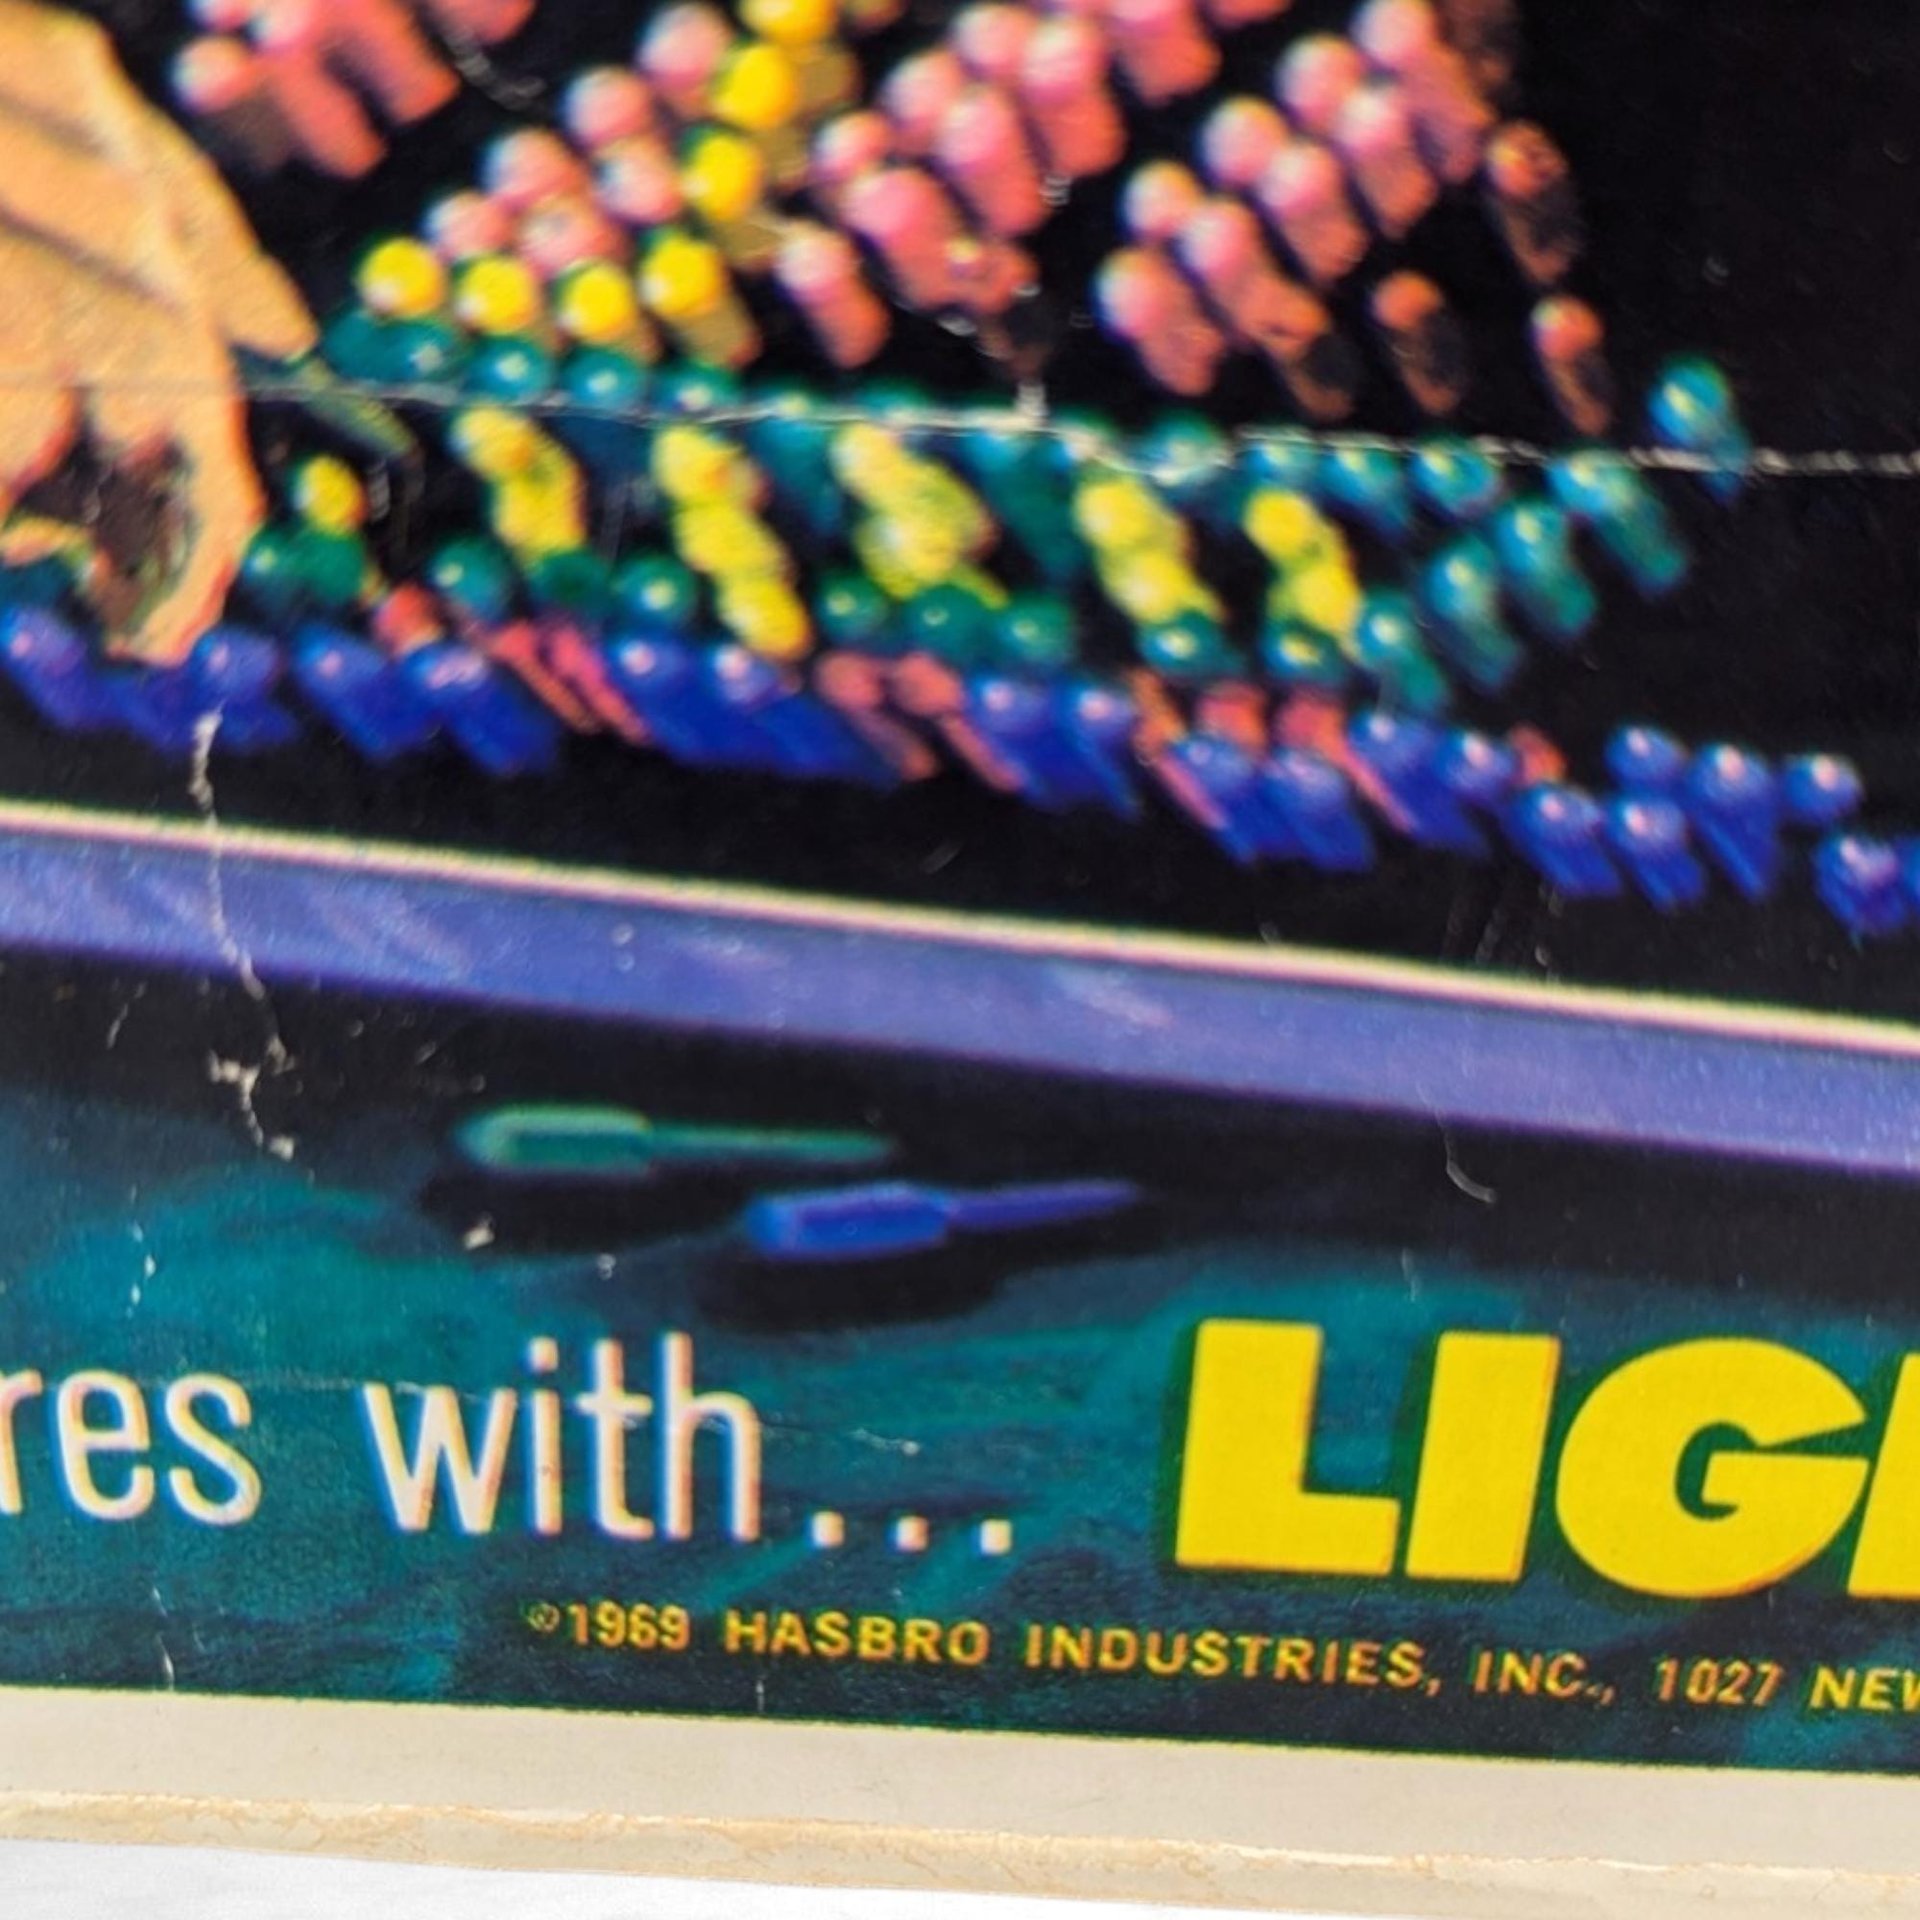 res with... LIG
©1969 HASBRO INDUSTRIES, INC., 1027 NEW